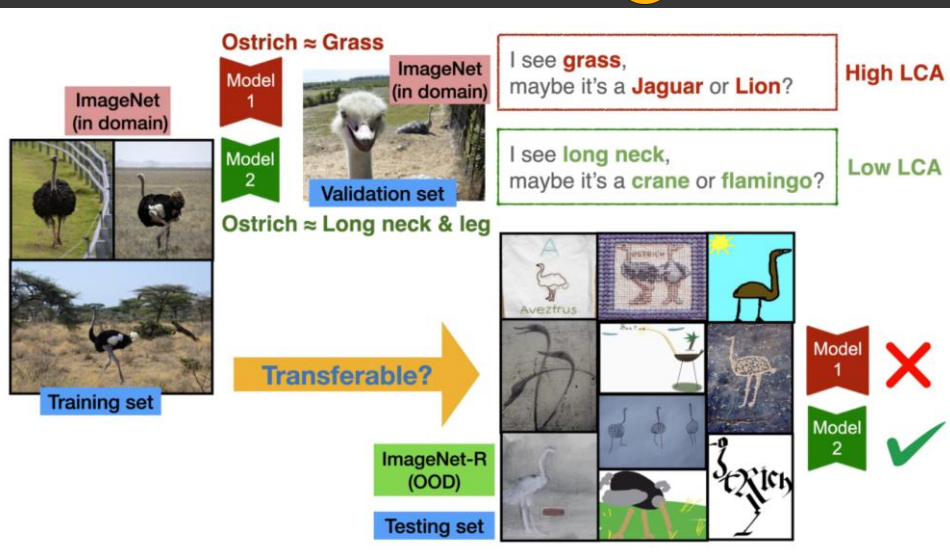 Ostrich ≈ Grass
Model
1
ImageNet
(in domain)
ImageNet
(in domain)
I see grass,
maybe it's a Jaguar or Lion?
High LCA
Model
2
Validation set
I see long neck,
maybe it's a crane or flamingo?
Low LCA
Ostrich ≈ Long neck & leg
Training set
Transferable?
A
Aveztrus
OSTRICH
Model
1
Model
2
ImageNet-R
(OOD)
Testing set